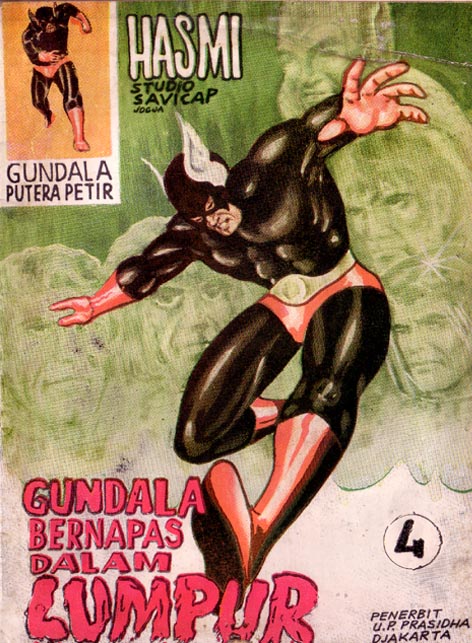 HASMI
STUDIO
SAVICAP
JOGJA
GUNDALA
PUTERA PETIR
GUNDALA
BERNAPAS
DALAM
LUMPUR
4
PENERBIT
U.P. PRASIDHA
DJAKARTA